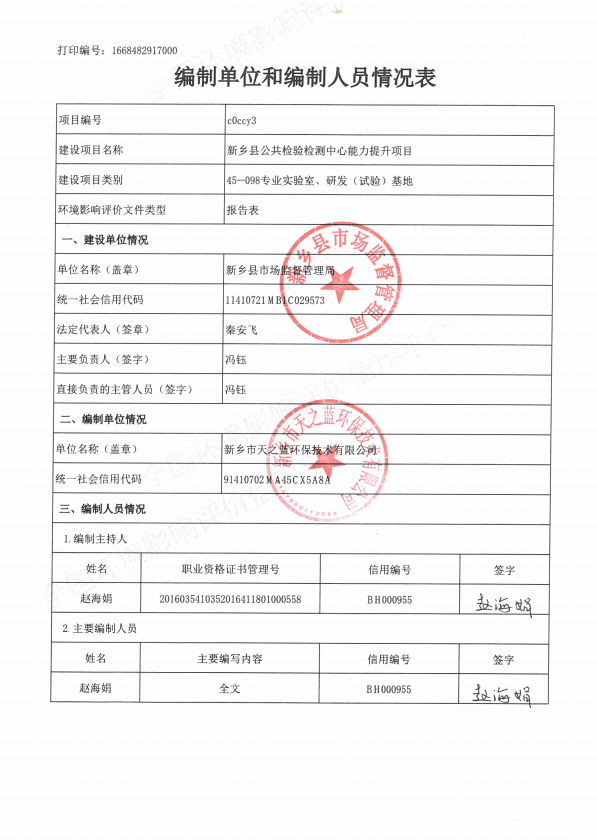 打印编号：1668482917000
编制单位和编制人员情况表
项目编号 c0ccy3
建设项目名称 新乡县公共检验检测中心能力提升项目
建设项目类别 45--098专业实验室、研发（试验）基地
环境影响评价文件类型 报告表
一、建设单位情况
单位名称（盖章） 新乡县市场监督管理局
统一社会信用代码 11410721MB1C029573
法定代表人（签章） 秦安飞
主要负责人（签字） 冯钰
直接负责的主管人员（签字） 冯钰
新乡县市场监督管理局
二、编制单位情况
单位名称（盖章） 新乡市天之蓝环保技术有限公司
统一社会信用代码 91410702MA45CX5A8A
新乡市天之蓝环保技术有限公司
三、编制人员情况
1.编制主持人
姓名 职业资格证书管理号 信用编号 签字
赵海娟 2016035410352016411801000558 BH000955 赵海娟
2.主要编制人员
姓名 主要编写内容 信用编号 签字
赵海娟 全文 BH000955 赵海娟